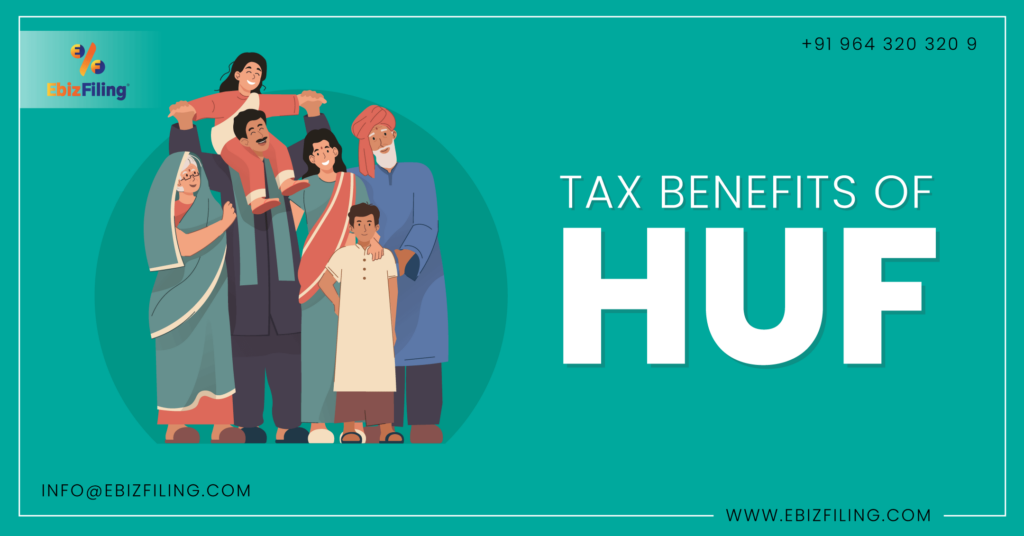 EbizFiling
+91 964 320 320 9
TAX BENEFITS OF
HUF
INFO@EBIZFILING.COM
WWW.EBIZFILING.COM